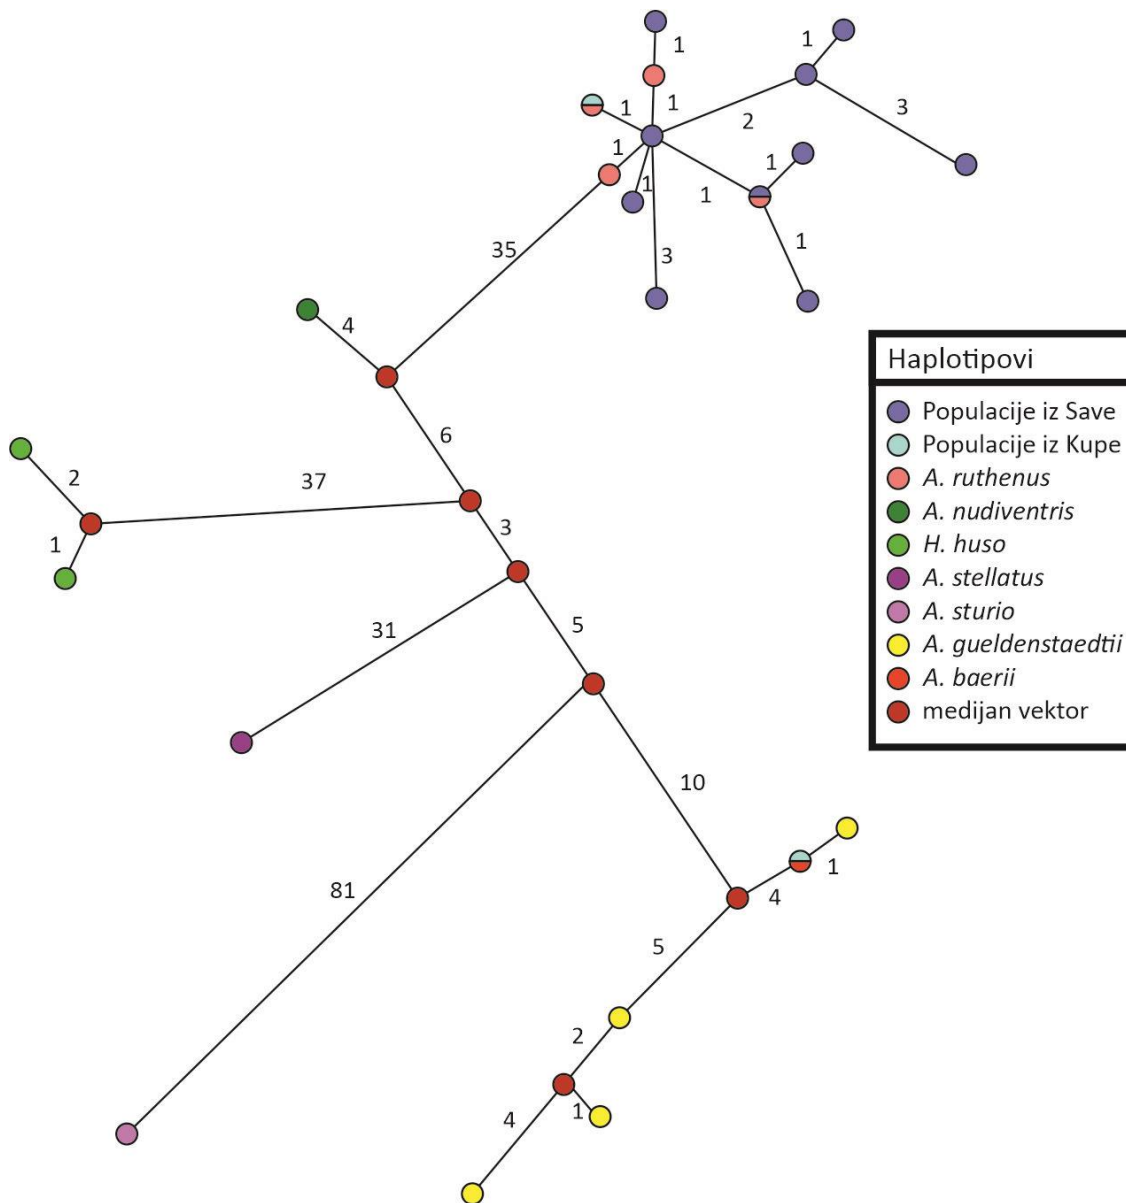 1
1
1
1
3
2
1
1
1
1
1
3
35
4
6
37
2
1
3
31
5
10
81
1
4
5
2
1
4
Haplotipovi
Populacije iz Save
Populacije iz Kupe
A. ruthenus
A. nudiventris
H. huso
A. stellatus
A. sturio
A. gueldenstaedtii
A. baerii
medijan vektor